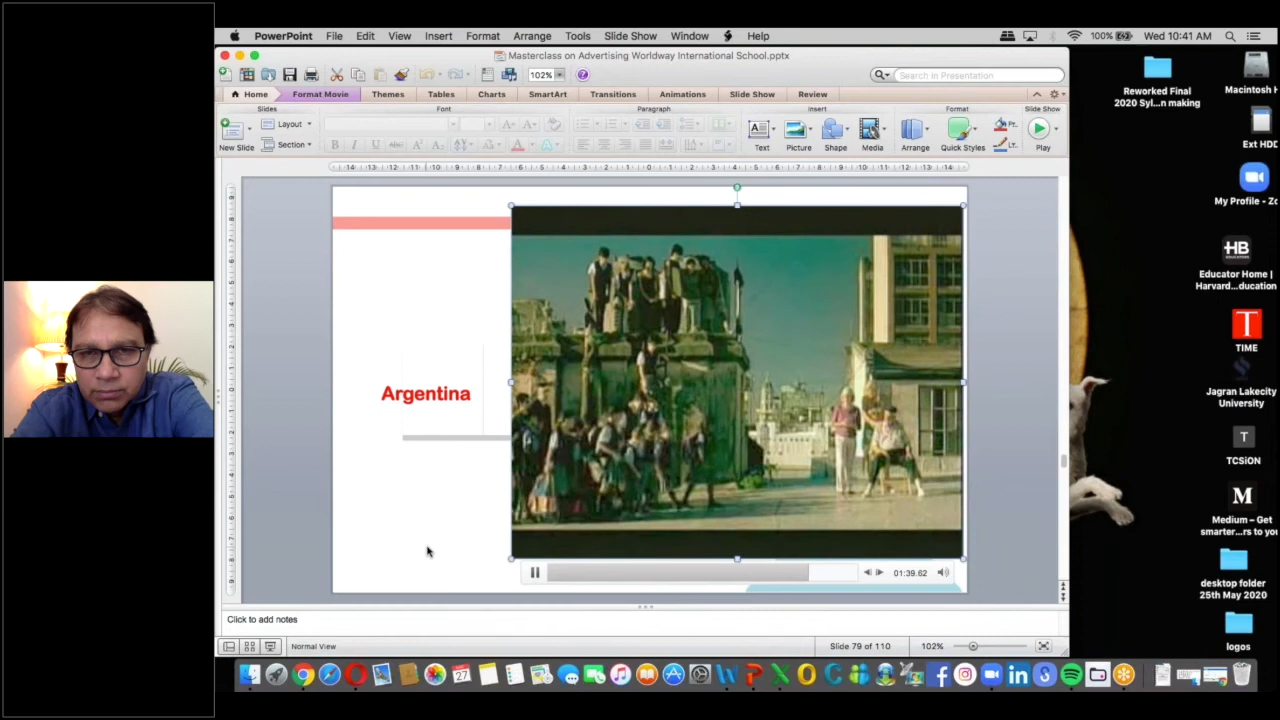 PowerPoint File Edit View Insert Format Arrange Tools Slide Show Window Help 100% Wed 10:41 AM
Masterclass on Advertising Worldway International School.pptx
102% Search in Presentation
Home Format Movie Themes Tables Charts SmartArt Transitions Animations Slide Show Review
Slides Font Paragraph Insert Format Slide Show
Layout
New Slide Section
Text Picture Shape Media Arrange Quick Styles Play
Argentina
01:39.62
Click to add notes
Normal View Slide 79 of 110 102%
Reworked Final
2020 Syl...n making
Macintosh H
Ext HDD
My Profile - Zo
HB
Educator Home |
Harvard...ducation
T
TIME
Jagran Lakecity
University
T
TCSiON
M
Medium – Get
smarter...rs to you
desktop folder
25th May 2020
logos